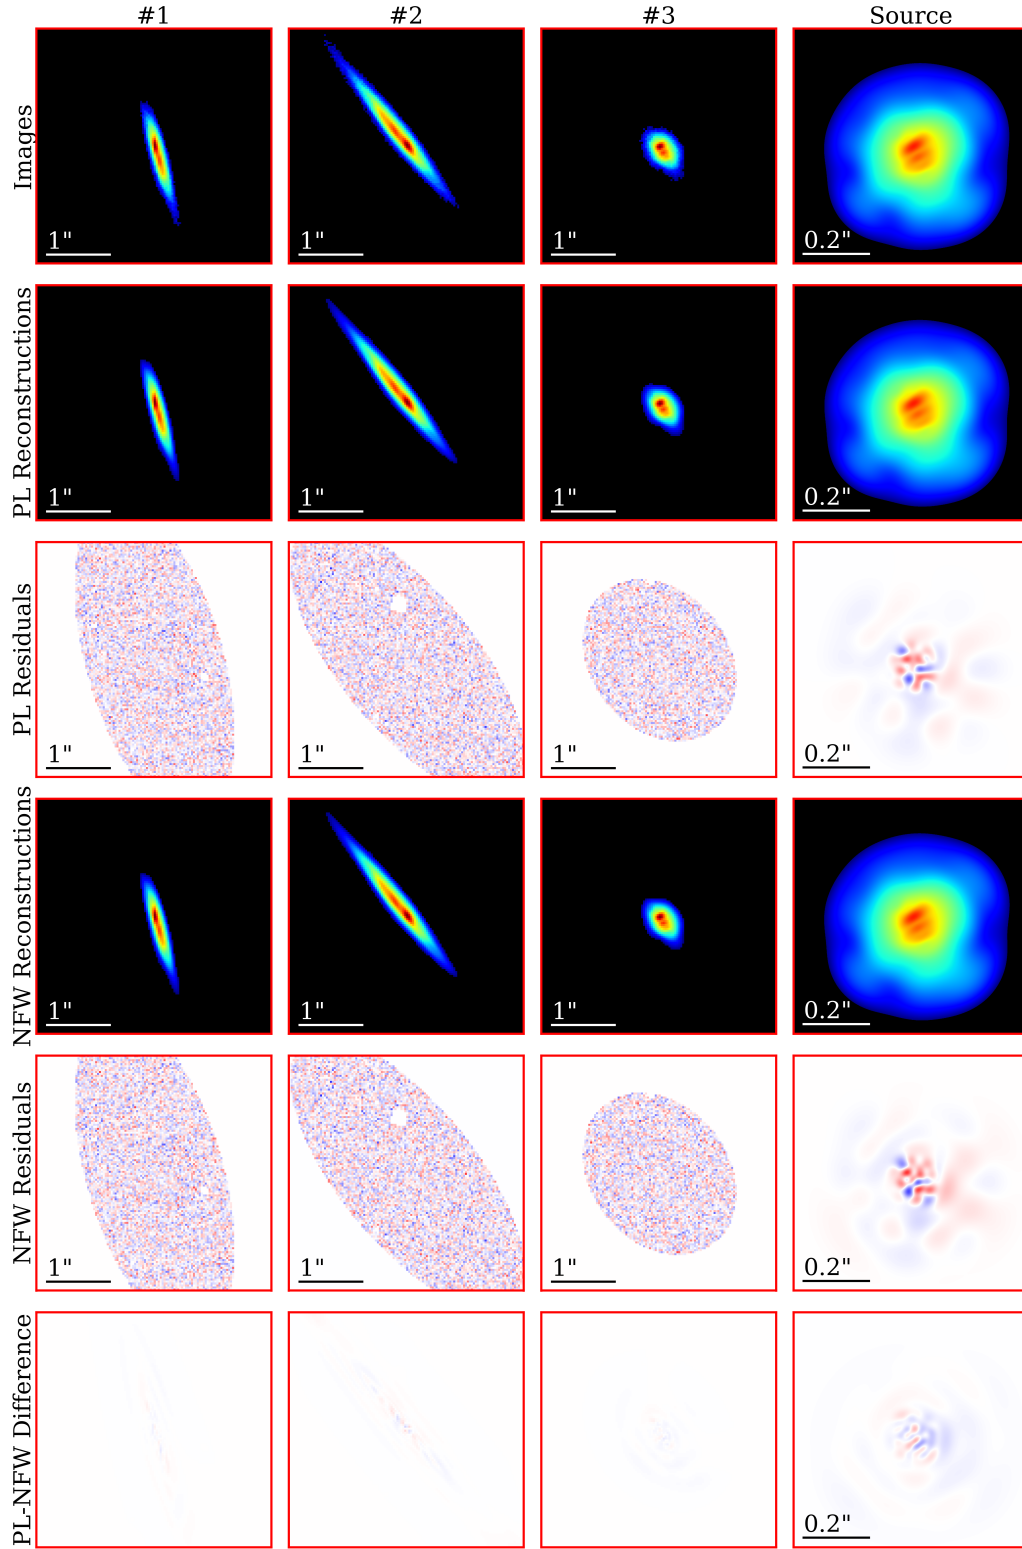 #1 #2 #3 Source
Images
1" 1" 1" 0.2"
PL Reconstructions
1" 1" 1" 0.2"
PL Residuals
1" 1" 1" 0.2"
NFW Reconstructions
1" 1" 1" 0.2"
NFW Residuals
1" 1" 1" 0.2"
PL-NFW Difference
0.2"